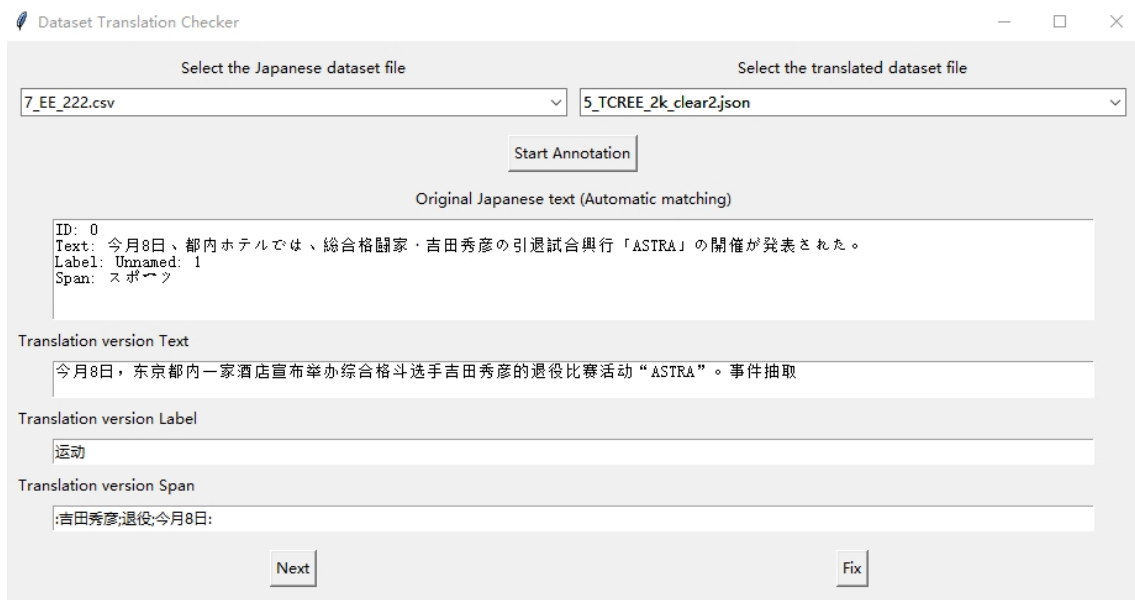 Dataset Translation Checker
Select the Japanese dataset file
Select the translated dataset file
7_EE_222.csv
5_TCREE_2k_clear2.json
Start Annotation
Original Japanese text (Automatic matching)
ID: 0
Text: 今月8日、都内ホテルでは、総合格闘家・吉田秀彦の引退試合興行「ASTRA」の開催が発表された。
Label: Unnamed: 1
Span: スポーツ
Translation version Text
今月8日，东京都内一家酒店宣布举办综合格斗选手吉田秀彦的退役比赛活动“ASTRA”。事件抽取
Translation version Label
运动
Translation version Span
:吉田秀彦;退役;今月8日:
Next
Fix